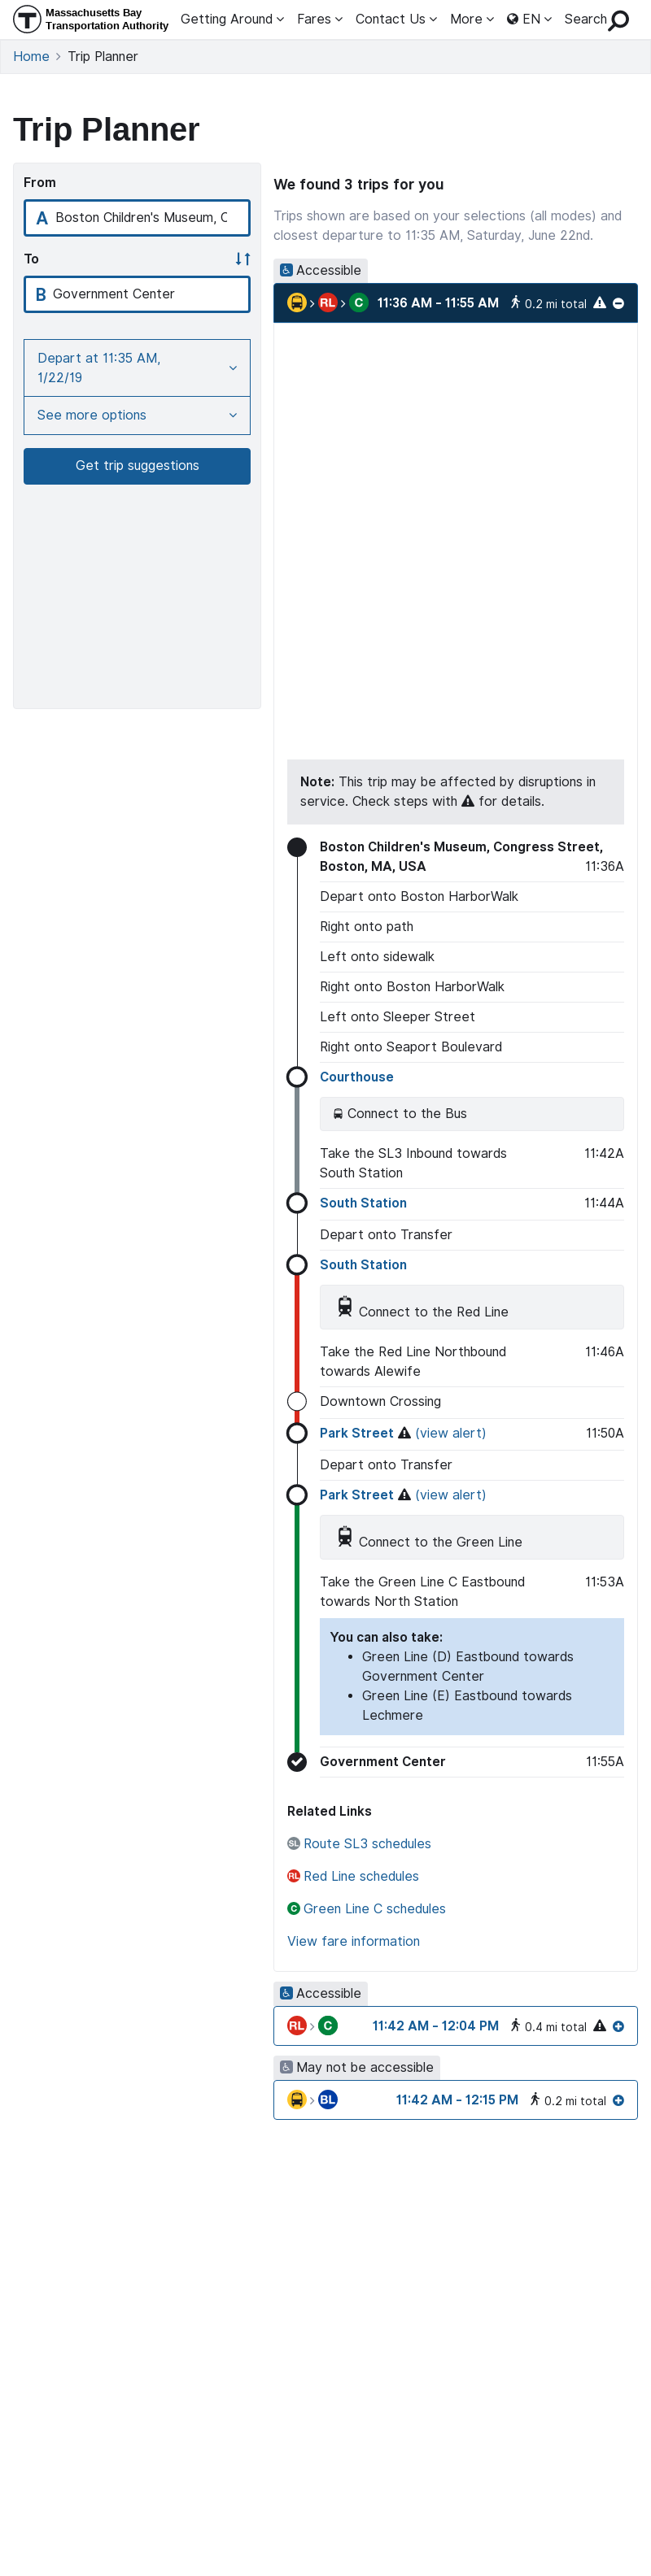 Massachusetts Bay
Transportation Authority
Getting Around
Fares
Contact Us
More
EN
Search
Home > Trip Planner
Trip Planner
From
A Boston Children's Museum, C
To
B Government Center
Depart at 11:35 AM,
1/22/19
See more options
Get trip suggestions
We found 3 trips for you
Trips shown are based on your selections (all modes) and
closest departure to 11:35 AM, Saturday, June 22nd.
Accessible
RL > C 11:36 AM - 11:55 AM 0.2 mi total
Note: This trip may be affected by disruptions in
service. Check steps with for details.
Boston Children's Museum, Congress Street,
Boston, MA, USA 11:36A
Depart onto Boston HarborWalk
Right onto path
Left onto sidewalk
Right onto Boston HarborWalk
Left onto Sleeper Street
Right onto Seaport Boulevard
Courthouse
Connect to the Bus
Take the SL3 Inbound towards 11:42A
South Station
South Station 11:44A
Depart onto Transfer
South Station
Connect to the Red Line
Take the Red Line Northbound 11:46A
towards Alewife
Downtown Crossing
Park Street (view alert) 11:50A
Depart onto Transfer
Park Street (view alert)
Connect to the Green Line
Take the Green Line C Eastbound 11:53A
towards North Station
You can also take:
• Green Line (D) Eastbound towards
Government Center
• Green Line (E) Eastbound towards
Lechmere
Government Center 11:55A
Related Links
SL Route SL3 schedules
RL Red Line schedules
C Green Line C schedules
View fare information
Accessible
RL > C 11:42 AM - 12:04 PM 0.4 mi total
May not be accessible
> BL 11:42 AM - 12:15 PM 0.2 mi total